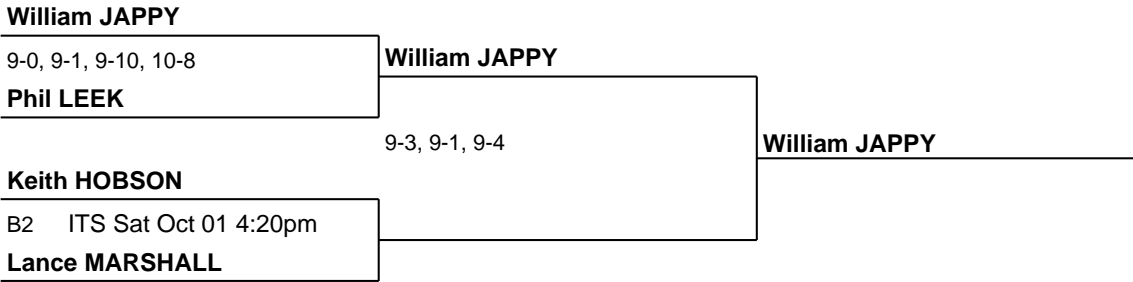 William JAPPY
9-0, 9-1, 9-10, 10-8
William JAPPY
Phil LEEK
9-3, 9-1, 9-4
William JAPPY
Keith HOBSON
B2 ITS Sat Oct 01 4:20pm
Lance MARSHALL